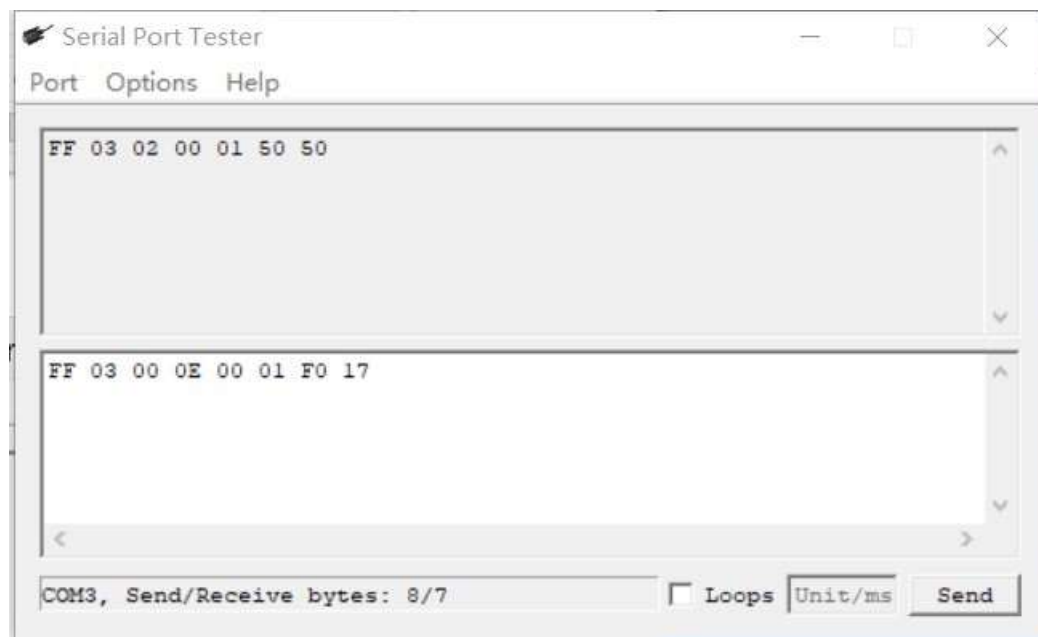 Serial Port Tester
Port Options Help
FF 03 02 00 01 50 50
FF 03 00 0E 00 01 F0 17
COM3, Send/Receive bytes: 8/7 Loops Unit/ms Send